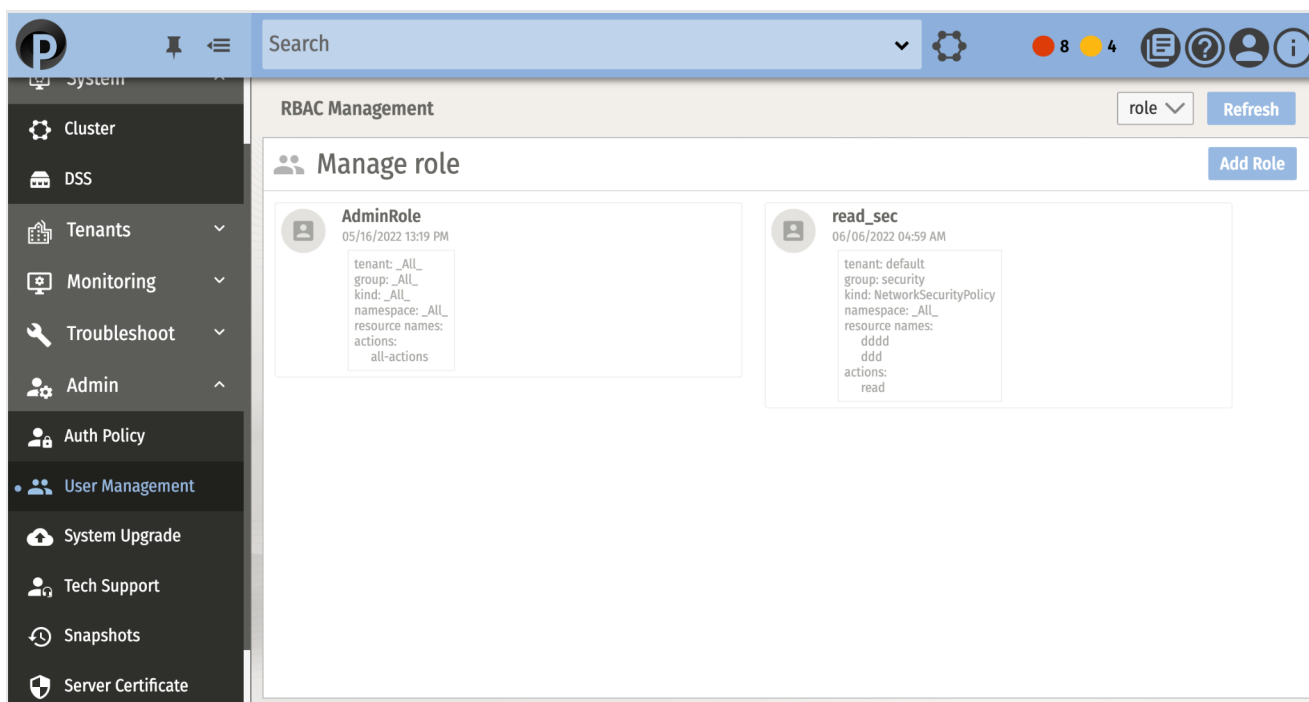 P
Search
8
4
System
Cluster
DSS
Tenants
Monitoring
Troubleshoot
Admin
Auth Policy
User Management
System Upgrade
Tech Support
Snapshots
Server Certificate
RBAC Management
role
Refresh
Manage role
Add Role
AdminRole
05/16/2022 13:19 PM
tenant: _All_
group: _All_
kind: _All_
namespace: _All_
resource names:
actions:
all-actions
read_sec
06/06/2022 04:59 AM
tenant: default
group: security
kind: NetworkSecurityPolicy
namespace: _All_
resource names:
dddd
ddd
actions:
read